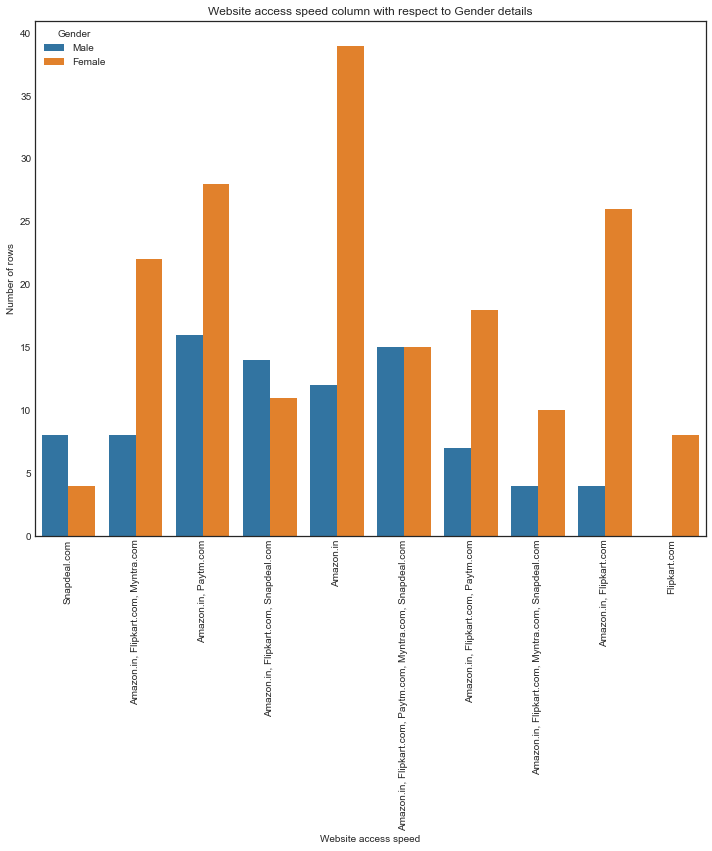 Website access speed column with respect to Gender details
Gender
Male
Female
Number of rows
40
35
30
25
20
15
10
5
0
Snapdeal.com
Amazon.in, Flipkart.com, Myntra.com
Amazon.in, Paytm.com
Amazon.in, Flipkart.com, Snapdeal.com
Amazon.in
Amazon.in, Flipkart.com, Paytm.com, Myntra.com, Snapdeal.com
Amazon.in, Flipkart.com, Paytm.com
Amazon.in, Flipkart.com, Myntra.com, Snapdeal.com
Amazon.in, Flipkart.com
Flipkart.com
Website access speed